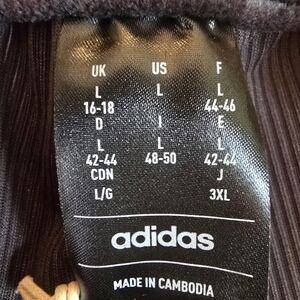 UK US F
L L L
16-18 44-46
D I E
L L L
42-44 48-50 42-44
CDN J
L/G 3XL
adidas
MADE IN CAMBODIA